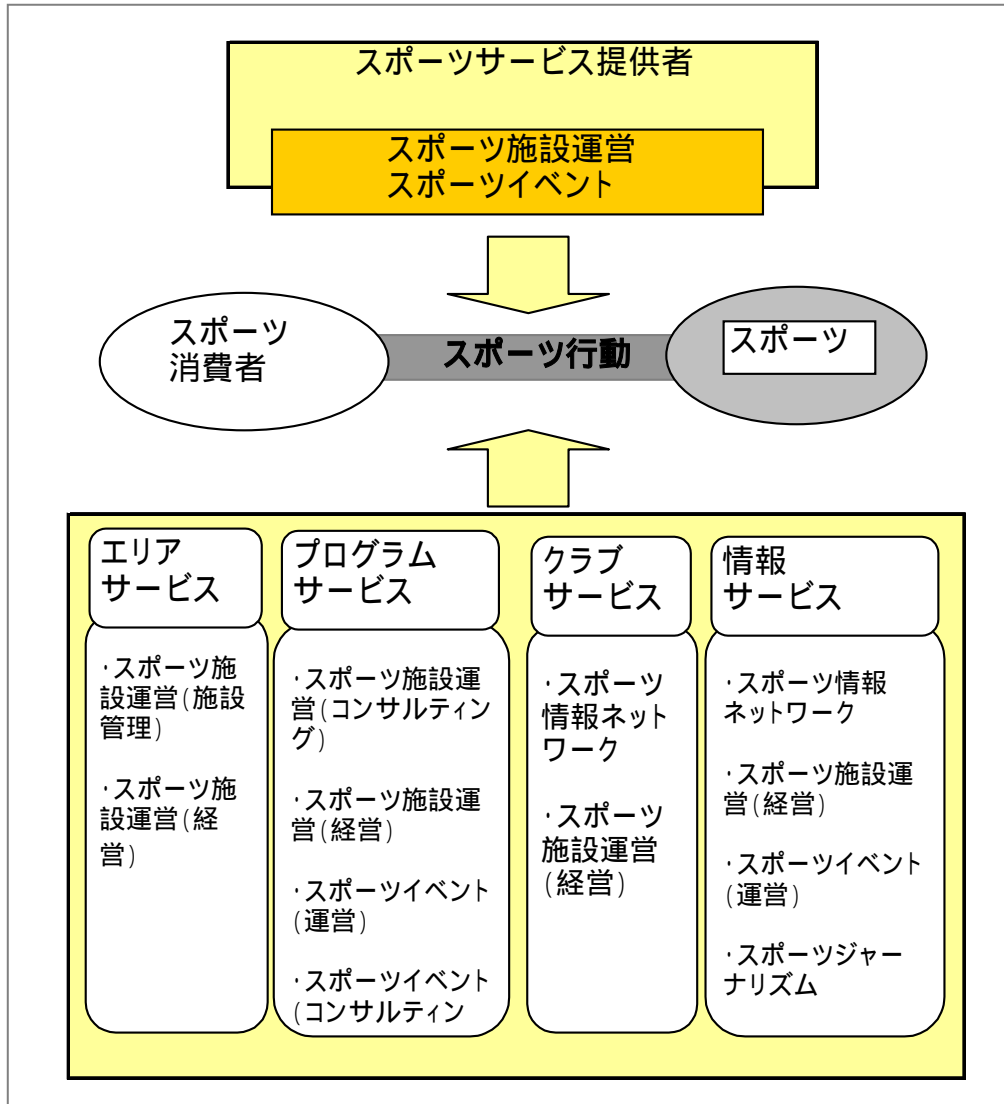 スポーツサービス提供者
スポーツ施設運営
スポーツイベント
スポーツ
消費者
スポーツ行動
スポーツ
エリア
サービス
・スポーツ施
設運営(施設
管理)
・スポーツ施
設運営(経
営)
プログラム
サービス
・スポーツ施設運
営(コンサルティン
グ)
・スポーツ施設運
営(経営)
・スポーツイベント
(運営)
・スポーツイベント
(コンサルティン
クラブ
サービス
・スポーツ
情報ネット
ワーク
・スポーツ
施設運営
(経営)
情報
サービス
・スポーツ情報
ネットワーク
・スポーツ施設運
営(経営)
・スポーツイベント
(運営)
・スポーツジャー
ナリズム